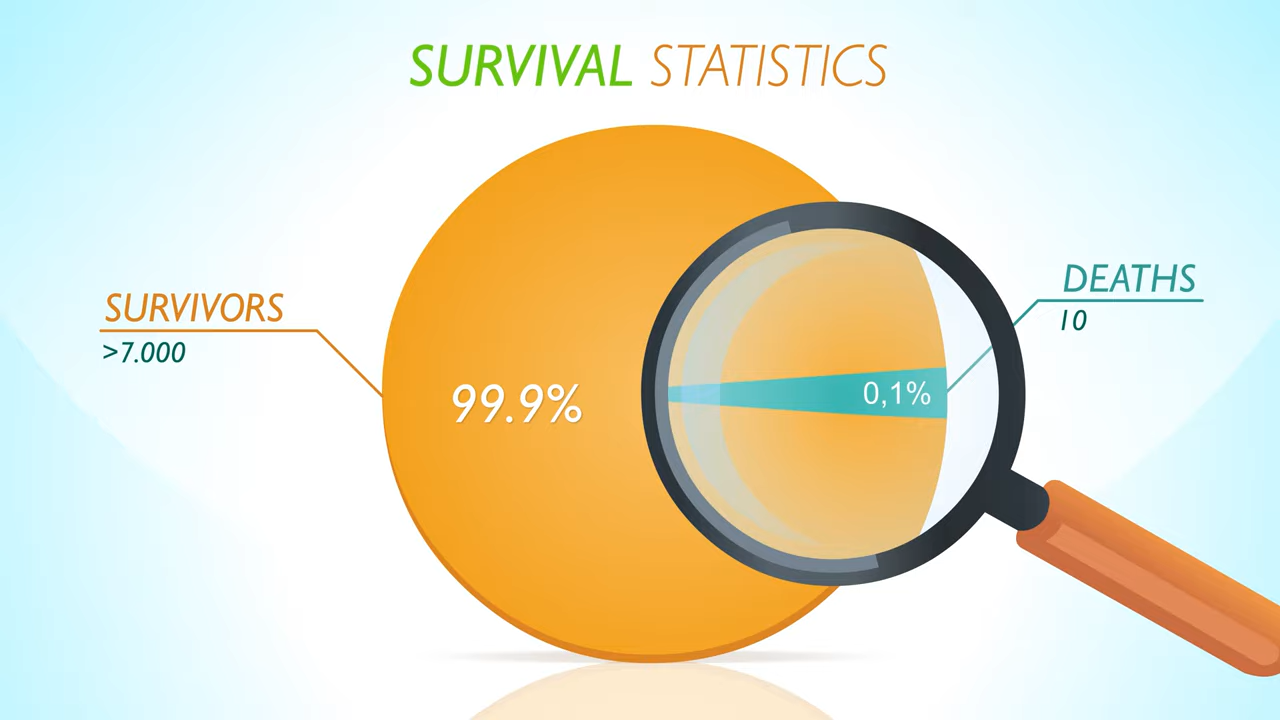 SURVIVAL STATISTICS
SURVIVORS
>7.000
99.9%
0,1%
DEATHS
10